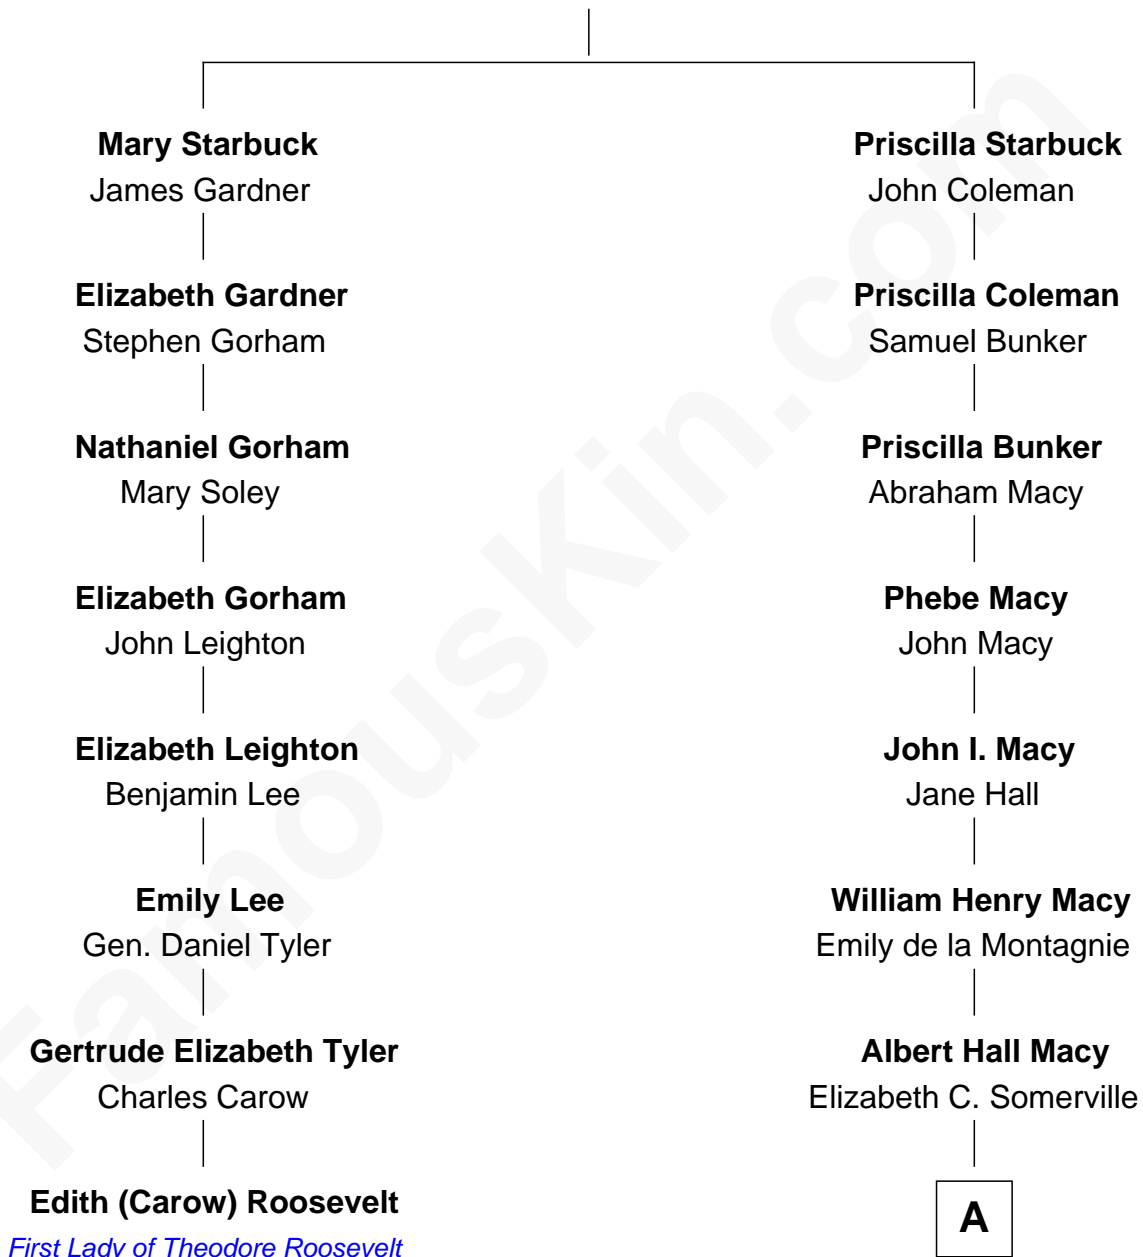 Mary Starbuck
James Gardner
Priscilla Starbuck
John Coleman
Elizabeth Gardner
Stephen Gorham
Priscilla Coleman
Samuel Bunker
Nathaniel Gorham
Mary Soley
Priscilla Bunker
Abraham Macy
Elizabeth Gorham
John Leighton
Phebe Macy
John Macy
Elizabeth Leighton
Benjamin Lee
John I. Macy
Jane Hall
Emily Lee
Gen. Daniel Tyler
William Henry Macy
Emily de la Montagnie
Gertrude Elizabeth Tyler
Charles Carow
Albert Hall Macy
Elizabeth C. Somerville
Edith (Carow) Roosevelt
First Lady of Theodore Roosevelt
A
FamousKin.com